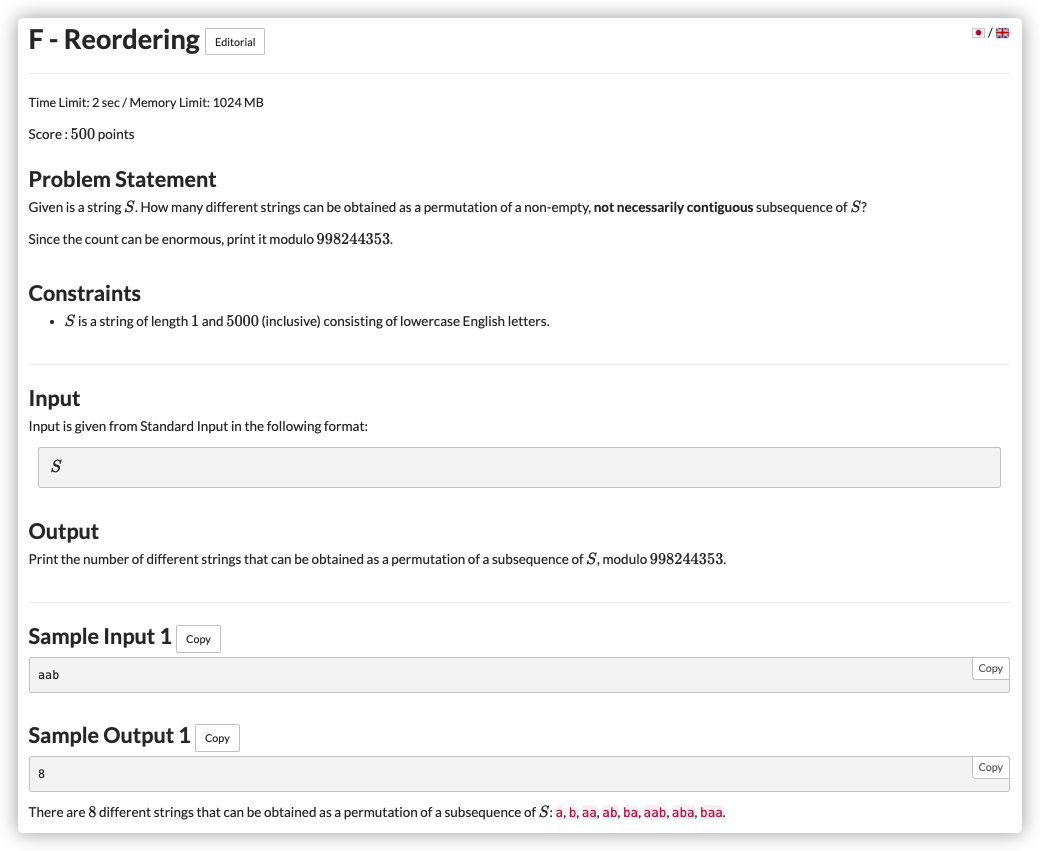 F - Reordering Editorial
/
Time Limit: 2 sec / Memory Limit: 1024 MB
Score : 500 points
Problem Statement
Given is a string S. How many different strings can be obtained as a permutation of a non-empty, not necessarily contiguous subsequence of S?
Since the count can be enormous, print it modulo 998244353.
Constraints
• S is a string of length 1 and 5000 (inclusive) consisting of lowercase English letters.
Input
Input is given from Standard Input in the following format:
S
Output
Print the number of different strings that can be obtained as a permutation of a subsequence of S, modulo 998244353.
Sample Input 1 Copy
Copy
aab
Sample Output 1 Copy
Copy
8
There are 8 different strings that can be obtained as a permutation of a subsequence of S: a, b, aa, ab, ba, aab, aba, baa.